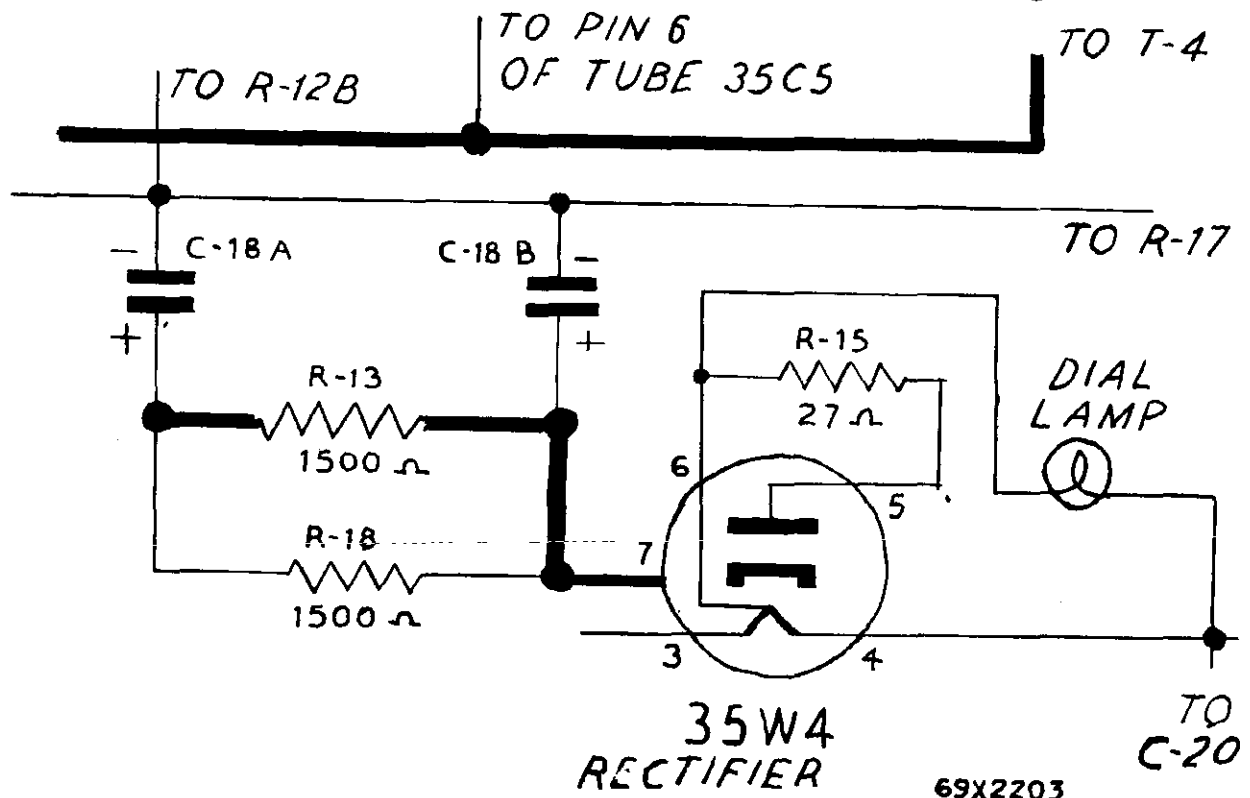 TO PIN 6
OF TUBE 35C5
TO T-4
TO R-12B
TO R-17
- C-18A
C-18 B -
+
+
R-13
1500 Ω
R-15
27 Ω
DIAL
LAMP
6
5
R-18
1500 Ω
7
3
4
35W4
RECTIFIER
TO
C-20
69X2203